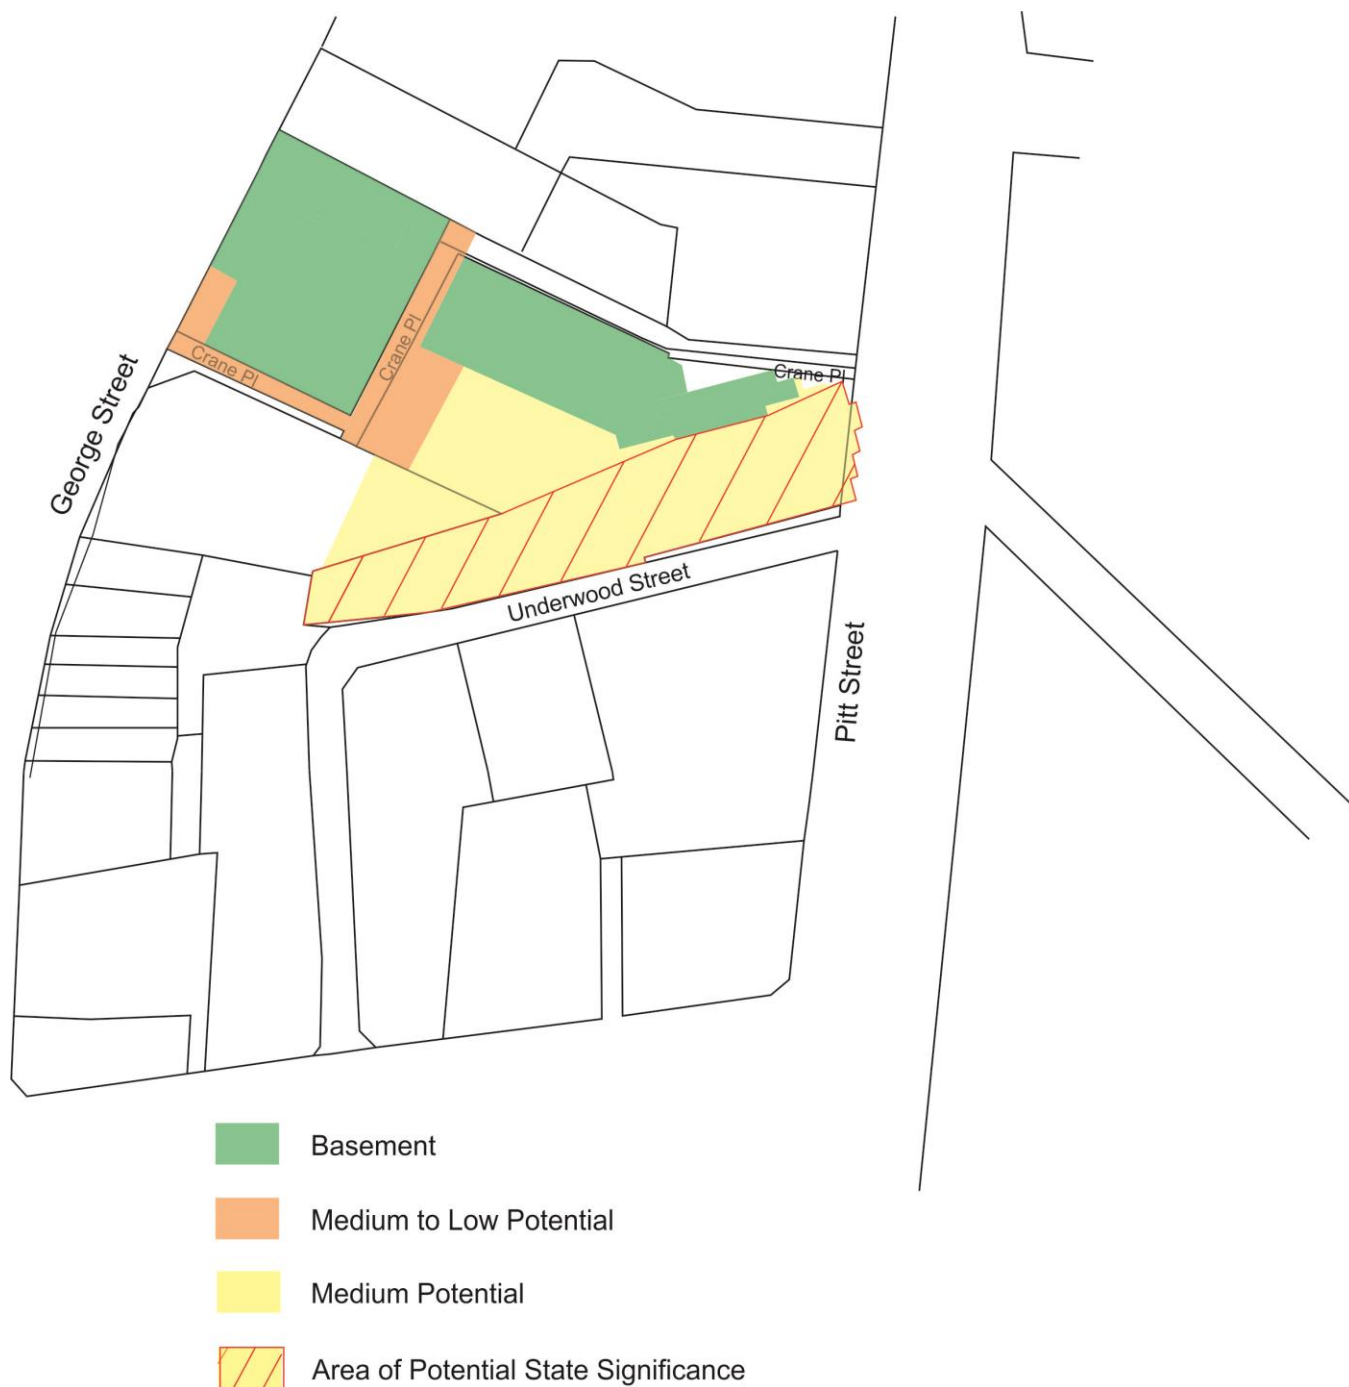 Crane Pl
Crane Pl
Crane Pl
George Street
Underwood Street
Pitt Street
Basement
Medium to Low Potential
Medium Potential
Area of Potential State Significance